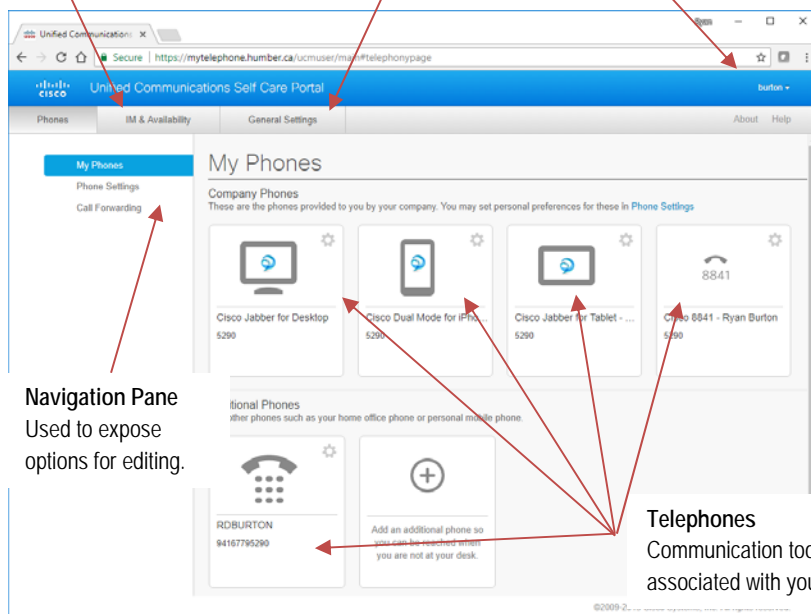 Ryan
Unified Communications
Secure | https://mytelephone.humber.ca/ucmuser/main#telephonypage
cisco Unified Communications Self Care Portal burton
Phones IM & Availability General Settings About Help
My Phones
Phone Settings
Call Forwarding
My Phones
Company Phones
These are the phones provided to you by your company. You may set personal preferences for these in Phone Settings
8841
Cisco Jabber for Desktop
5290
Cisco Dual Mode for iPho...
5290
Cisco Jabber for Tablet - ...
5290
Cisco 8841 - Ryan Burton
5290
Navigation Pane
Used to expose
options for editing.
Phones
other phones such as your home office phone or personal mobile phone.
RDBURTON
94167795290
Add an additional phone so
you can be reached when
you are not at your desk.
Telephones
Communication
associated with